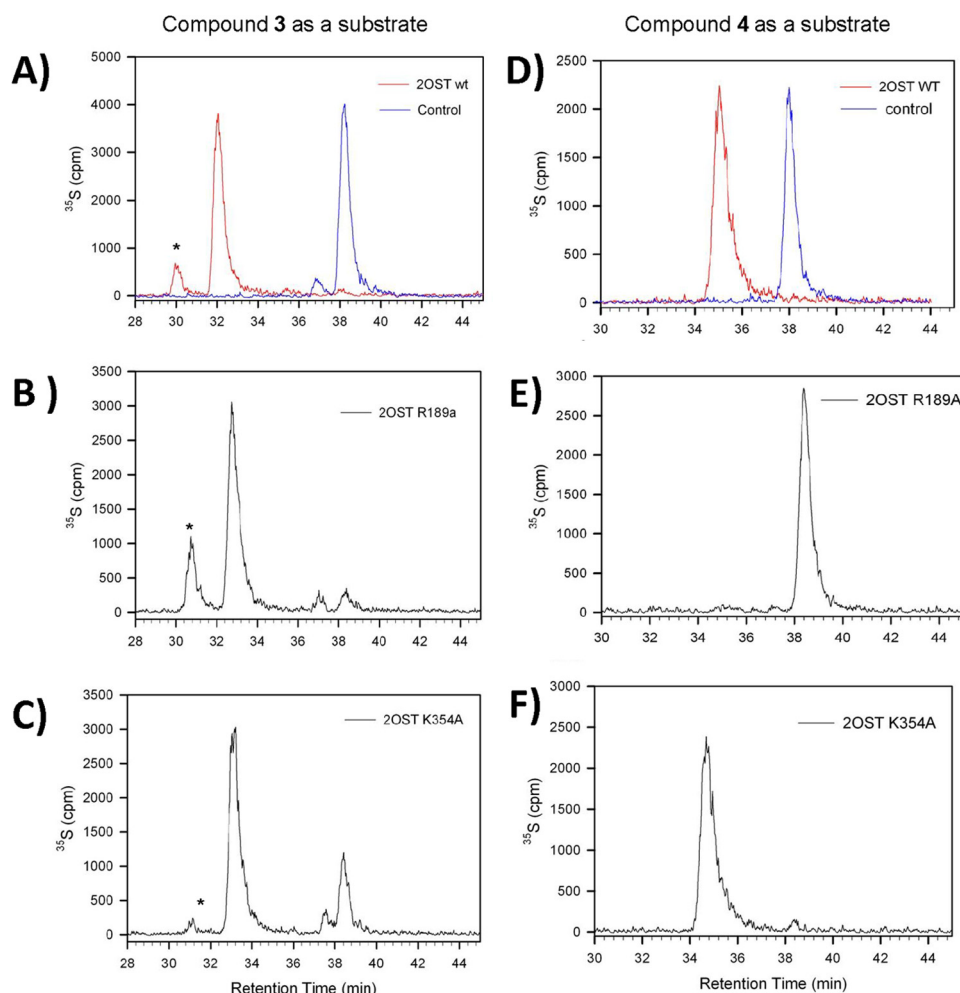 Compound 3 as a substrate
Compound 4 as a substrate
A)
5000
4000
3000
2000
1000
0
35S (cpm)
2OST wt
Control
*
28 30 32 34 36 38 40 42 44
D)
2500
2000
1500
1000
500
0
35S (cpm)
2OST WT
control
30 32 34 36 38 40 42 44
B)
3500
3000
2500
2000
1500
1000
500
0
35S (cpm)
2OST R189a
*
28 30 32 34 36 38 40 42 44
E)
3000
2500
2000
1500
1000
500
0
35S (cpm)
2OST R189A
30 32 34 36 38 40 42 44
C)
3500
3000
2500
2000
1500
1000
500
0
35S (cpm)
2OST K354A
*
28 30 32 34 36 38 40 42 44
Retention Time (min)
F)
3000
2500
2000
1500
1000
500
0
35S (cpm)
2OST K354A
30 32 34 36 38 40 42 44
Retention Time (min)